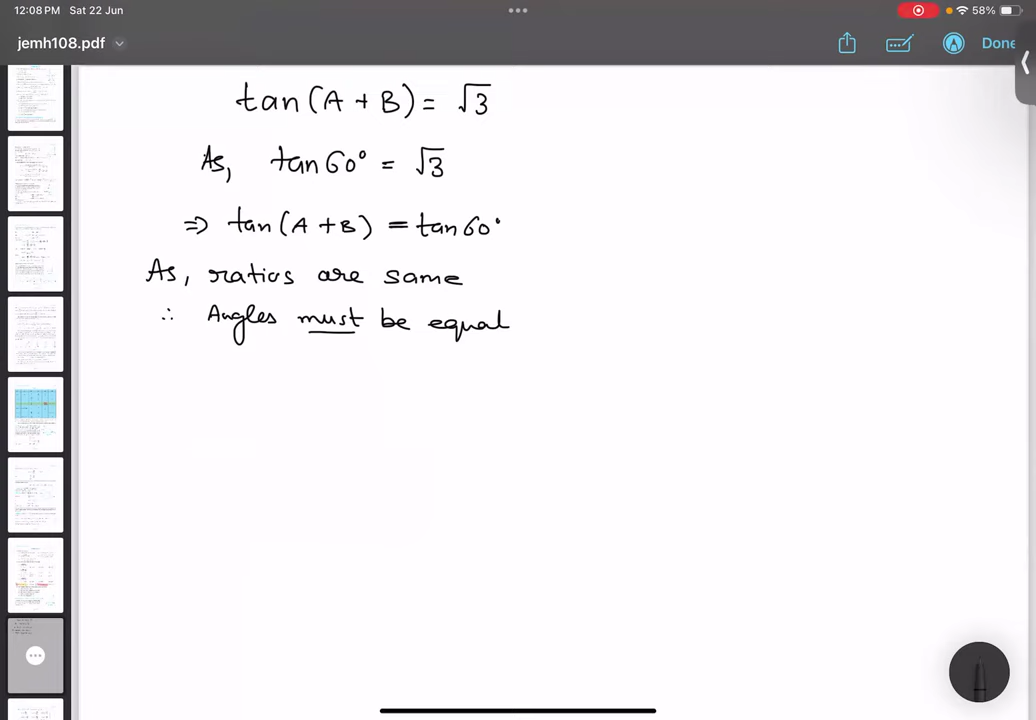 12:08 PM Sat 22 Jun
58%
jemh108.pdf
Done
tan(A + B) = √3
As, tan 60° = √3
⇒ tan(A + B) = tan 60°
As, ratios are same
∴ Angles must be equal